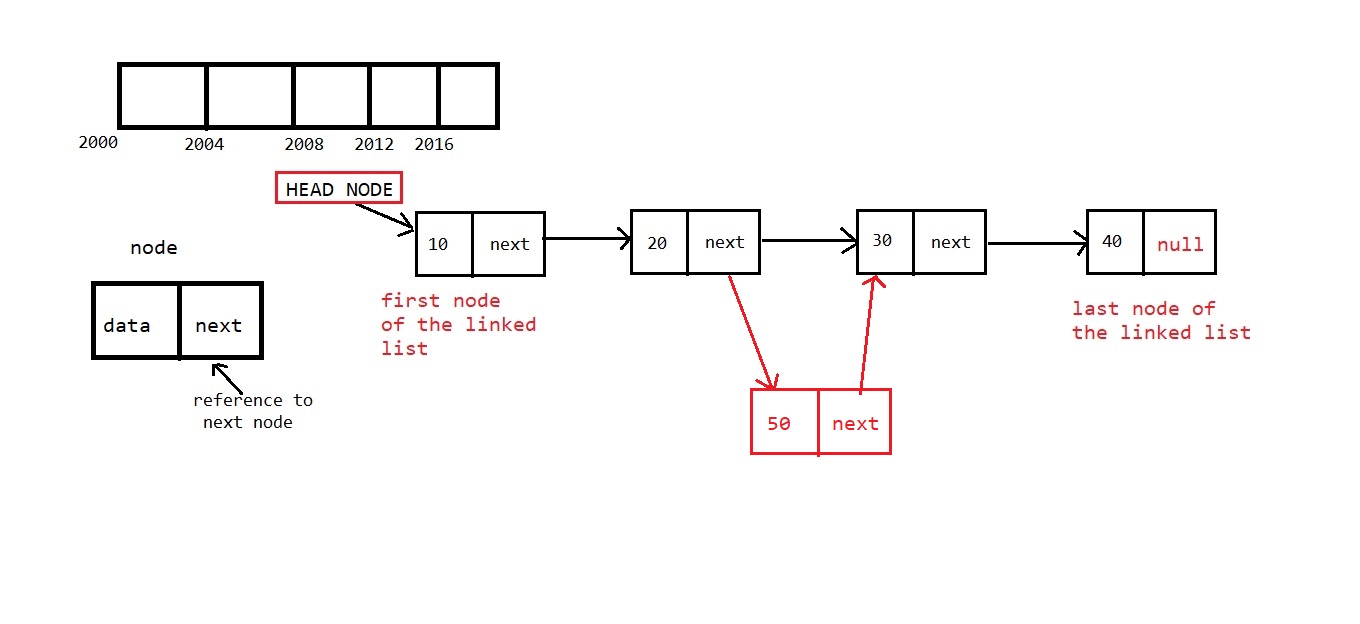 2000 2004 2008 2012 2016
HEAD NODE
node
data next
reference to
next node
10 next
20 next
30 next
40 null
first node
of the linked
list
last node of
the linked list
50 next